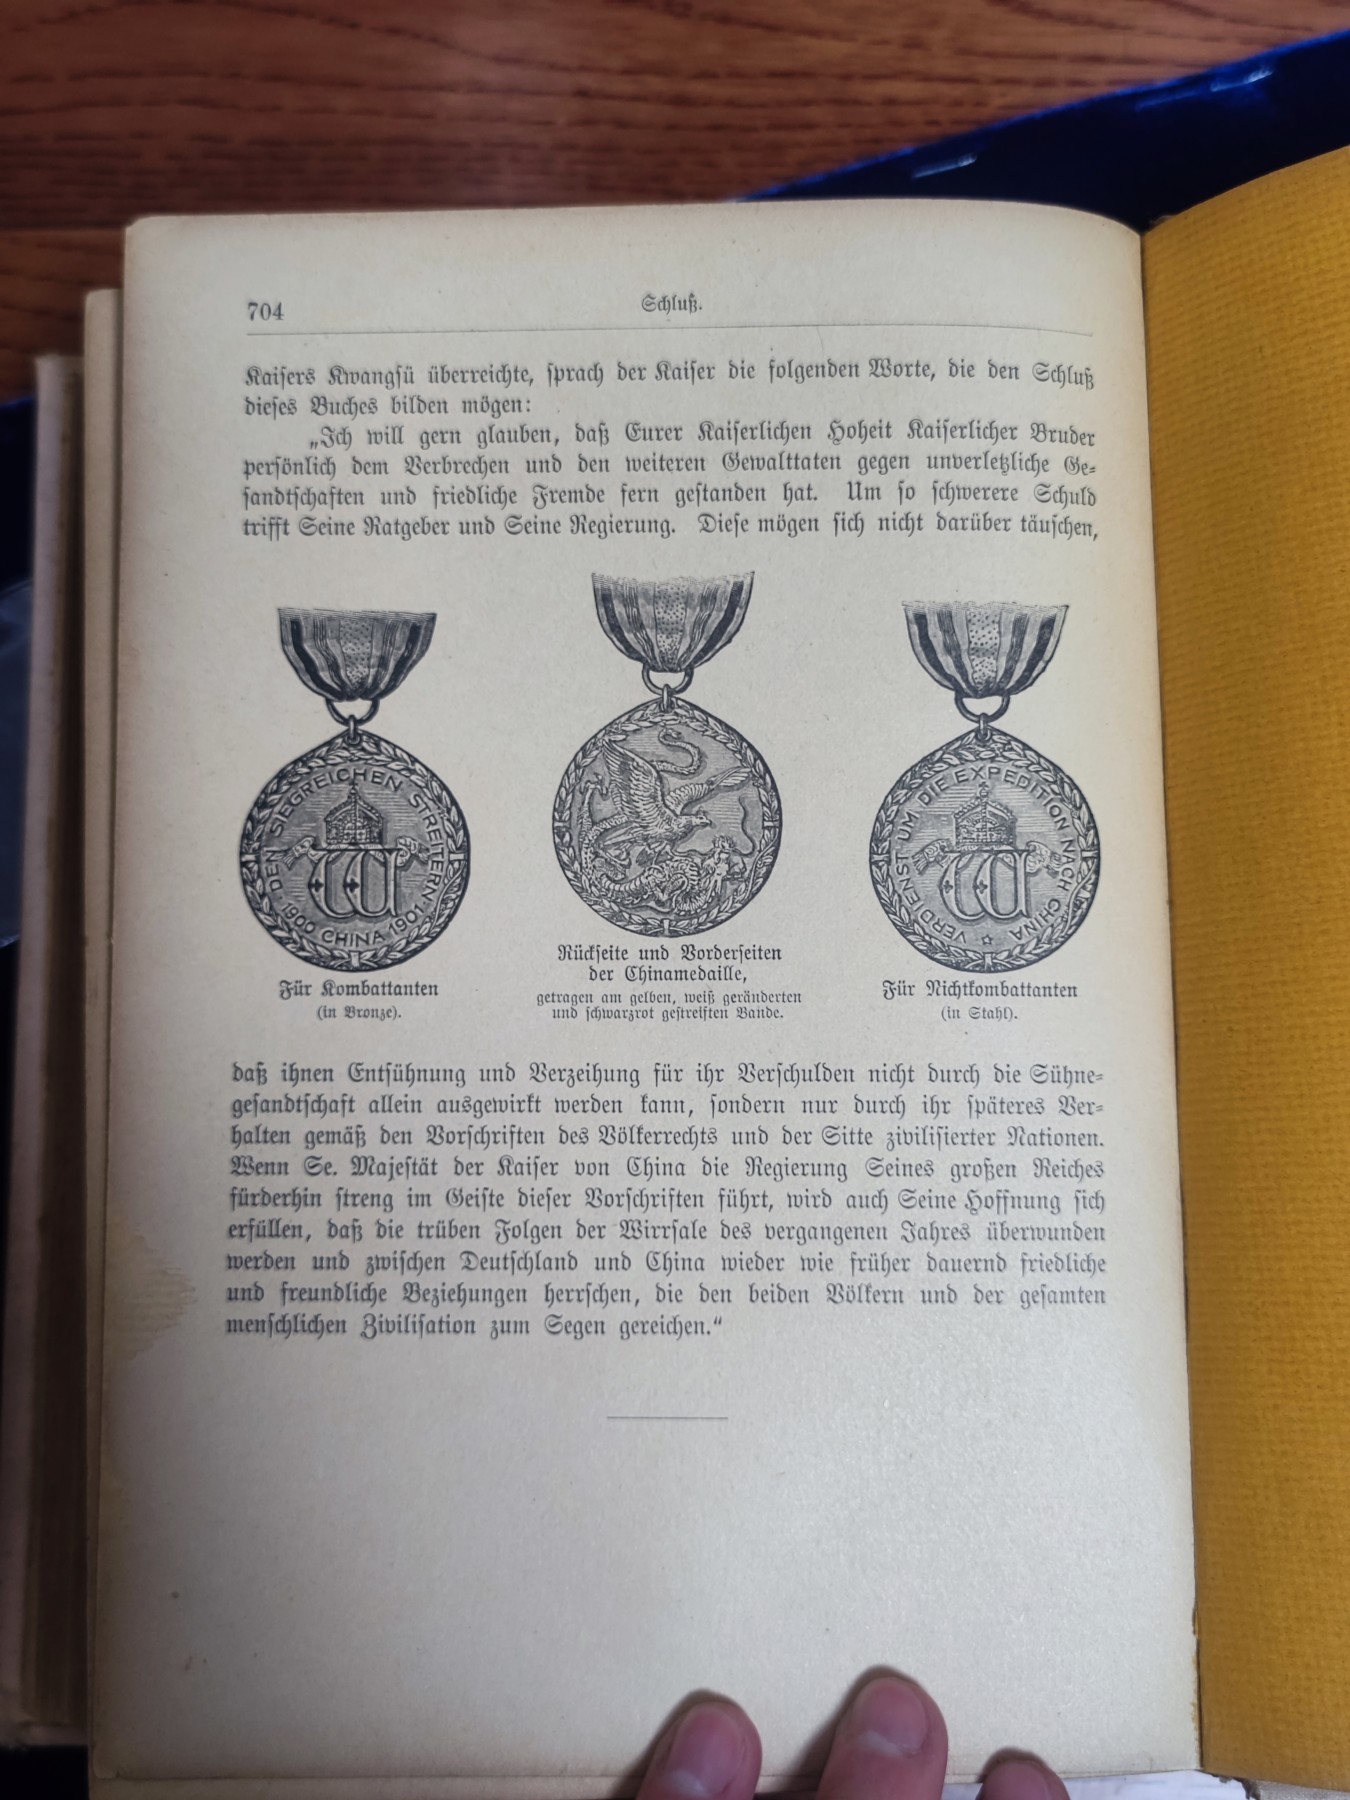 704
Schluß.
Kaisers Kwangsü überreichte, sprach der Kaiser die folgenden Worte, die den Schluß
dieses Buches bilden mögen:
„Ich will gern glauben, daß Eurer Kaiserlichen Hoheit Kaiserlicher Bruder
persönlich dem Verbrechen und den weiteren Gewalttaten gegen unverletzliche Ge-
sandtschaften und friedliche Fremde fern gestanden hat. Um so schwerere Schuld
trifft Seine Ratgeber und Seine Regierung. Diese mögen sich nicht darüber täuschen,
DEN SIEGREICHEN STREITERN
1900 CHINA 1901
VERDIENST UM DIE EXPEDITION NACH CHINA
Für Kombattanten
(in Bronze).
Rückseite und Vorderseiten
der Chinamedaille,
getragen am gelben, weiß geränderten
und schwarzrot gestreiften Bande.
Für Nichtkombattanten
(in Stahl).
daß ihnen Entsühnung und Verzeihung für ihr Verschulden nicht durch die Sühne-
gesandtschaft allein ausgewirkt werden kann, sondern nur durch ihr späteres Ver-
halten gemäß den Vorschriften des Völkerrechts und der Sitte zivilisierter Nationen.
Wenn Se. Majestät der Kaiser von China die Regierung Seines großen Reiches
fürderhin streng im Geiste dieser Vorschriften führt, wird auch Seine Hoffnung sich
erfüllen, daß die trüben Folgen der Wirrsale des vergangenen Jahres überwunden
werden und zwischen Deutschland und China wieder wie früher dauernd friedliche
und freundliche Beziehungen herrschen, die den beiden Völkern und der gesamten
menschlichen Zivilisation zum Segen gereichen.“